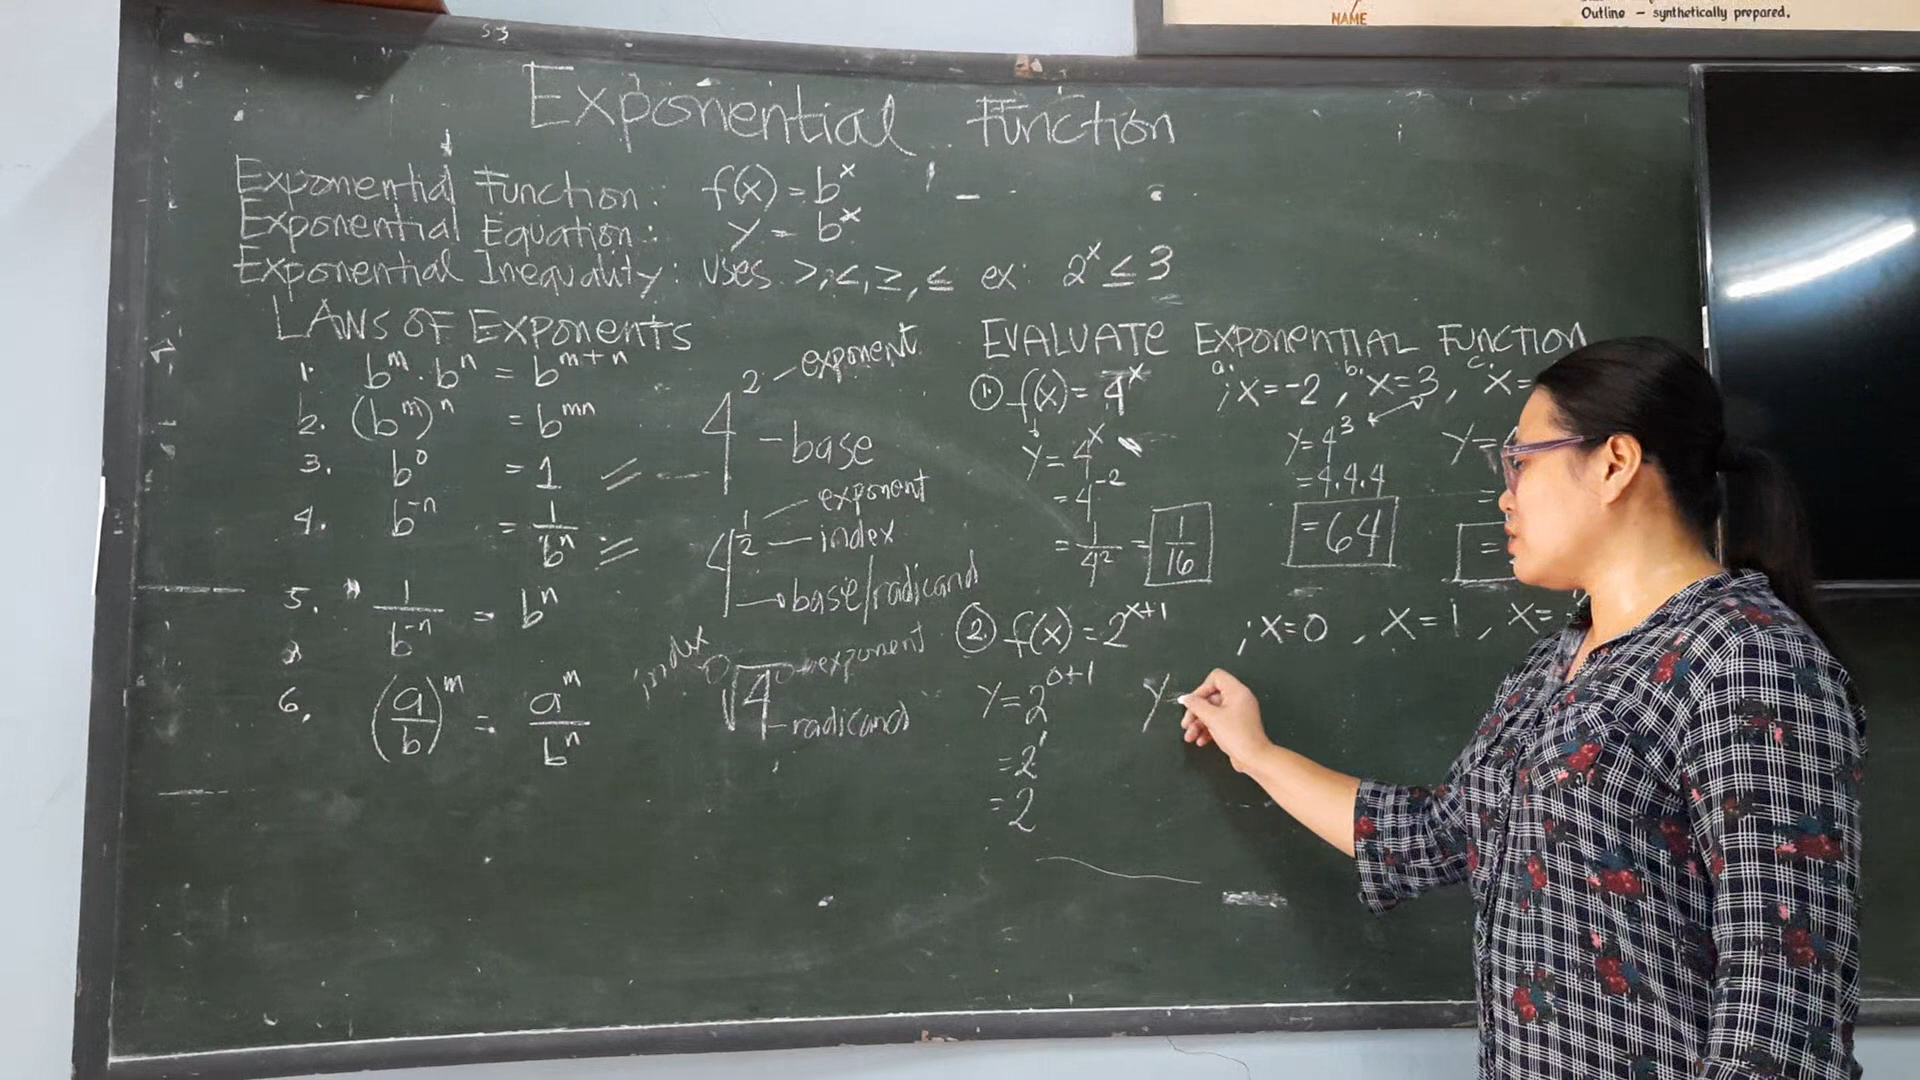 NAME
Outline – synthetically prepared.
53
Exponential Function
Exponential Function: f(x) = b^x
Exponential Equation: y = b^x
Exponential Inequality: uses >, <, ≥, ≤ ex: 2^x ≤ 3
LAWS OF EXPONENTS
1. b^m · b^n = b^(m+n)
2. (b^m)^n = b^(mn)
3. b^0 = 1
4. b^-n = 1/b^n
5. 1/b^-n = b^n
6. (a/b)^m = a^m/b^n
4^2 – exponent
– base
4^(1/2) – exponent
– index
base/radicand
index √4 exponent
– radicand
EVALUATE EXPONENTIAL FUNCTION
1. f(x) = 4^x ; a. x = -2, b. x = 3, c. x =
y = 4^x
= 4^-2
= 1/4^2 = 1/16
y = 4^3
= 4.4.4
= 64
y =
=
=
2. f(x) = 2^(x+1) ; x = 0, x = 1, x =
y = 2^(0+1)
= 2^1
= 2
y =